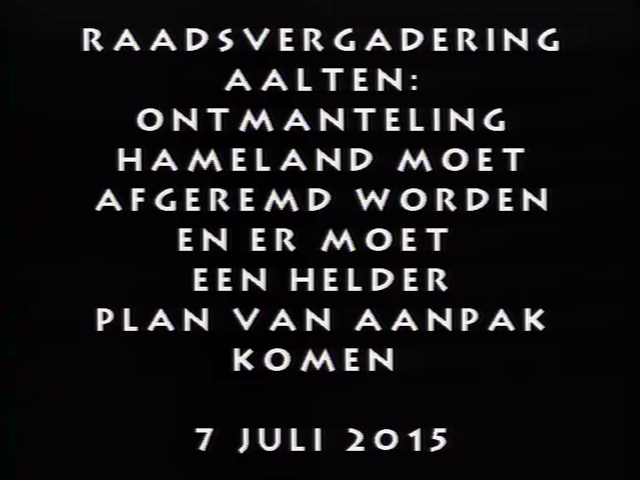 RAADSVERGADERING
AALTEN:
ONTMANTELING
HAMELAND MOET
AFGEREMD WORDEN
EN ER MOET
EEN HELDER
PLAN VAN AANPAK
KOMEN
7 JULI 2015